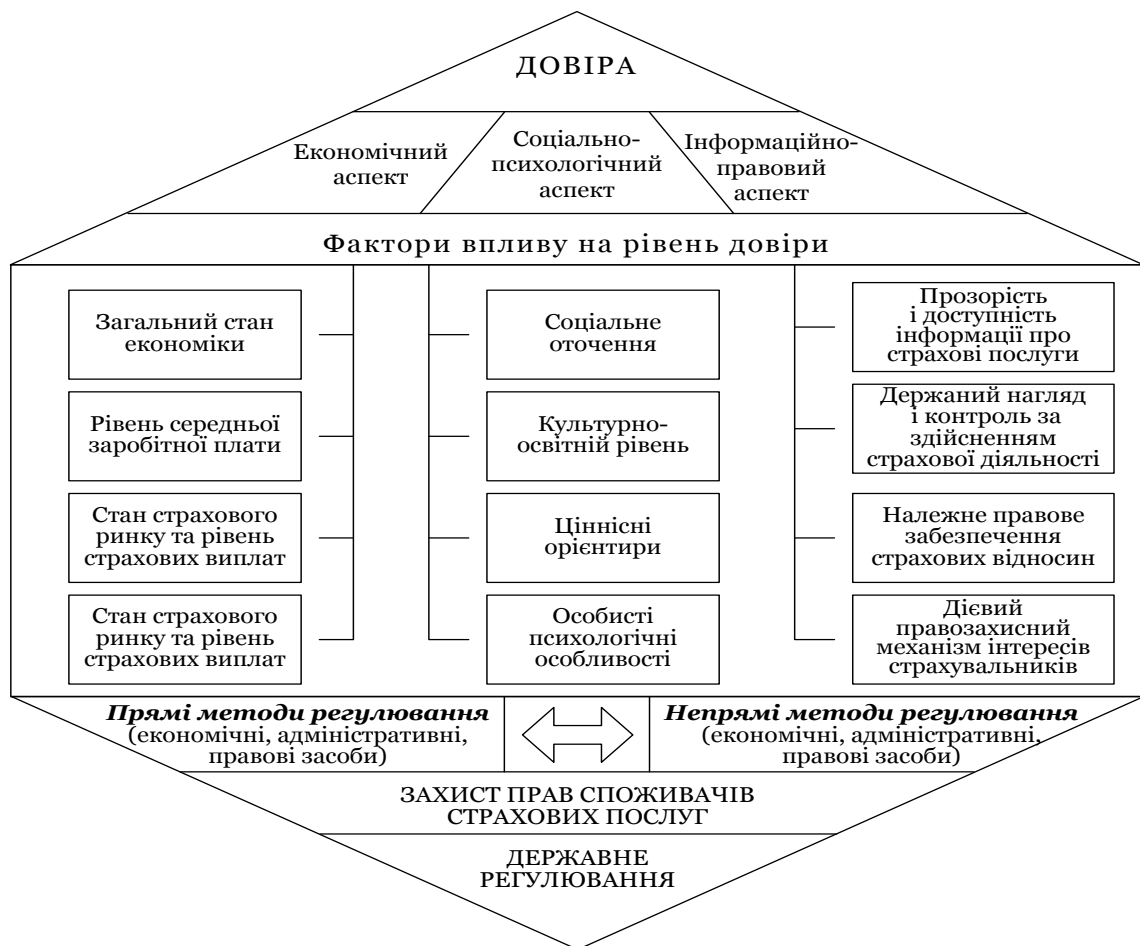 ДОВІРА
Економічний
аспект
Соціально-
психологічний
аспект
Інформаційно-
правовий
аспект
Фактори впливу на рівень довіри
Загальний стан
економіки
Рівень середньої
заробітної плати
Стан страхового
ринку та рівень
страхових виплат
Стан страхового
ринку та рівень
страхових виплат
Соціальне
оточення
Культурно-
освітній рівень
Ціннісні
орієнтири
Особисті
психологічні
особливості
Прозорість
і доступність
інформації про
страхові послуги
Держаний нагляд
і контроль за
здійсненням
страхової діяльності
Належне правове
забезпечення
страхових відносин
Дієвий
правозахисний
механізм інтересів
страхувальників
Прямі методи регулювання
(економічні, адміністративні,
правові засоби)
Непрямі методи регулювання
(економічні, адміністративні,
правові засоби)
ЗАХИСТ ПРАВ СПОЖИВАЧІВ
СТРАХОВИХ ПОСЛУГ
ДЕРЖАВНЕ
РЕГУЛЮВАННЯ